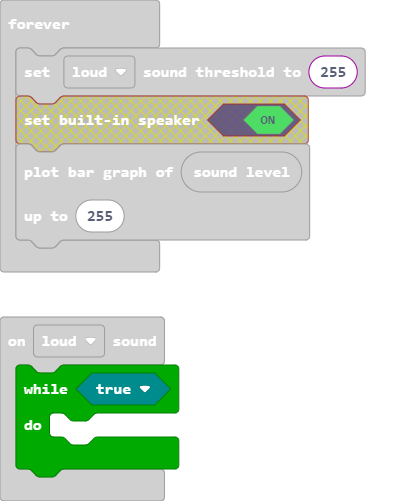 forever
set loud sound threshold to 255
set built-in speaker ON
plot bar graph of sound level
up to 255
on loud sound
while true
do